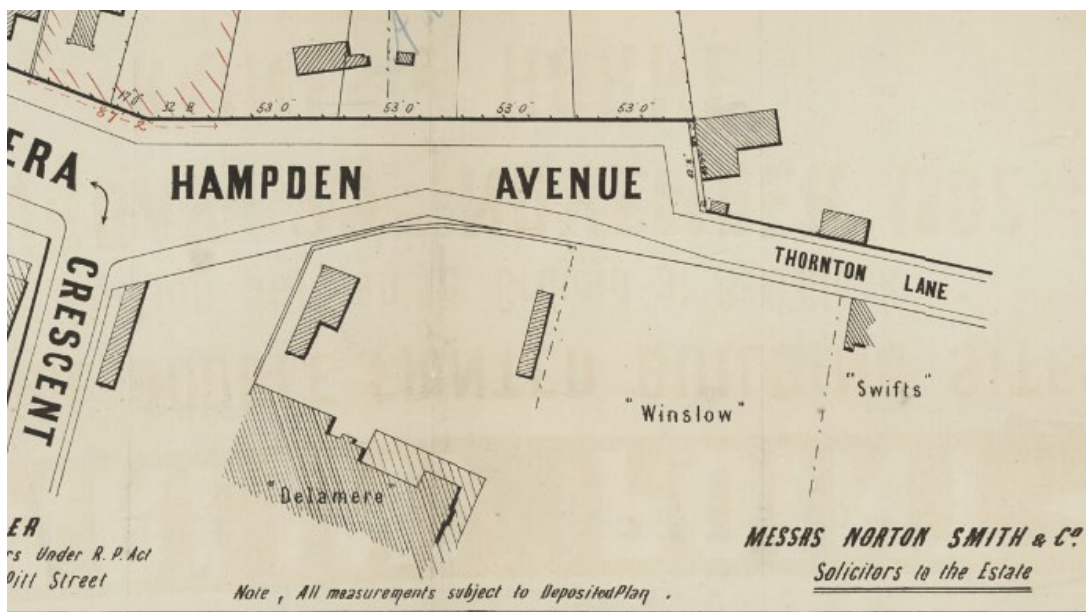 17'0" 32 8 53' 0" 53' 0" 53' 0" 53' 0"
87-2
ERA
HAMPDEN AVENUE
THORNTON LANE
CRESCENT
"Swifts"
"Winslow"
"Delamere"
ER
rs Under R.P. Act
Pitt Street
Note, All measurements subject to Deposited Plan.
MESSRS NORTON SMITH & Co.
Solicitors to the Estate